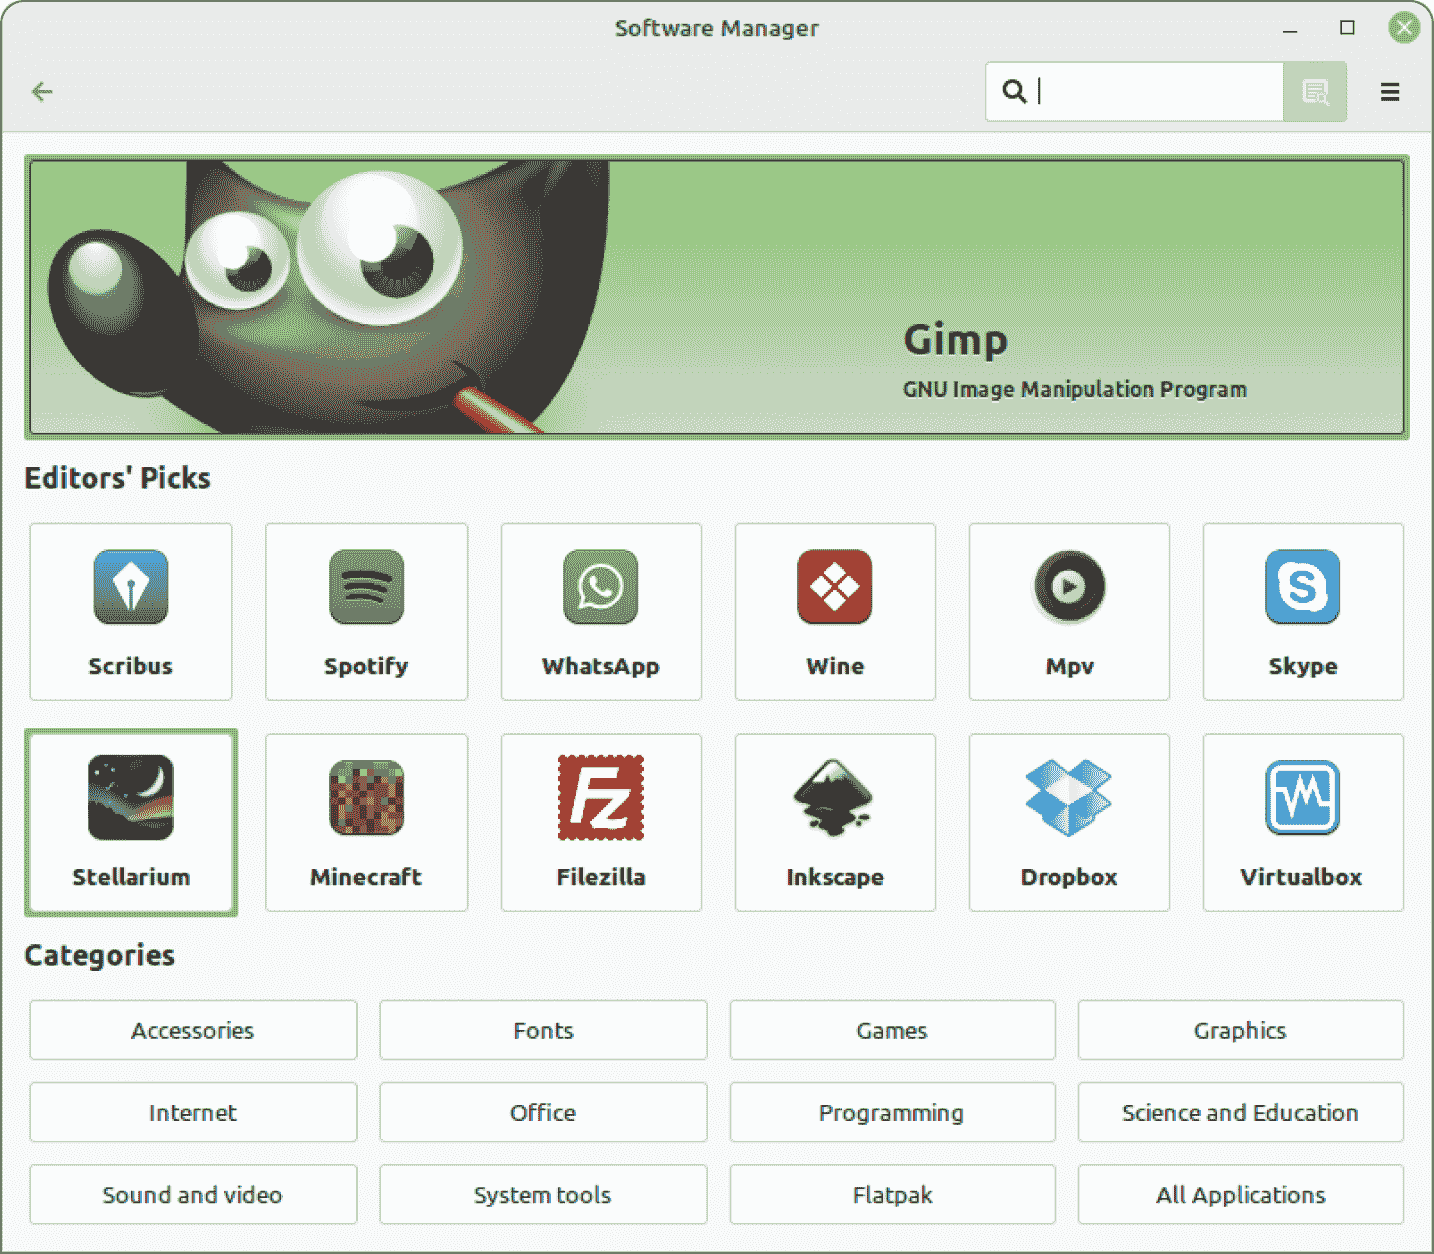 Software Manager
Gimp
GNU Image Manipulation Program
Editors' Picks
Scribus
Spotify
WhatsApp
Wine
Mpv
Skype
Stellarium
Minecraft
Filezilla
Inkscape
Dropbox
Virtualbox
Categories
Accessories
Fonts
Games
Graphics
Internet
Office
Programming
Science and Education
Sound and video
System tools
Flatpak
All Applications